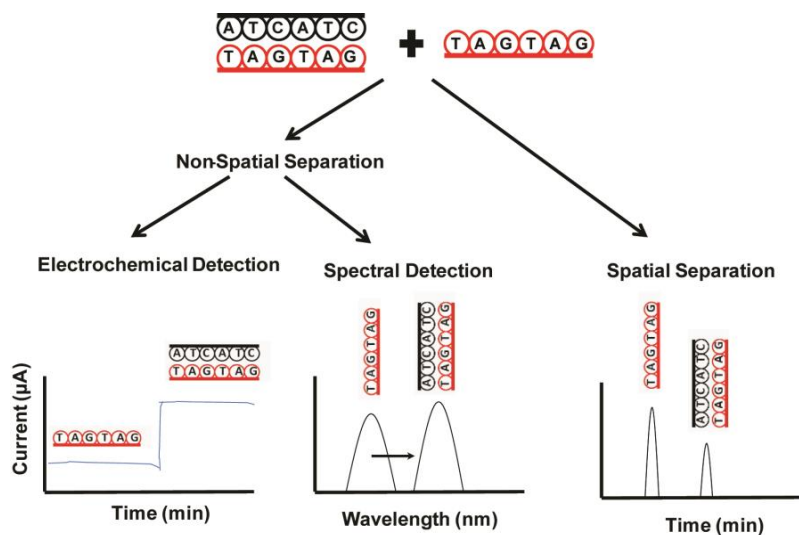 ATCATC
TAGTAG + TAGTAG
Non-Spatial Separation
Electrochemical Detection
Spectral Detection
Spatial Separation
ATCATC
TAGTAG
TAGTAG
TAGTAG
ATCATC
TAGTAG
TAGTAG
ATCATC
TAGTAG
Current (µA)
Time (min)
Wavelength (nm)
Time (min)